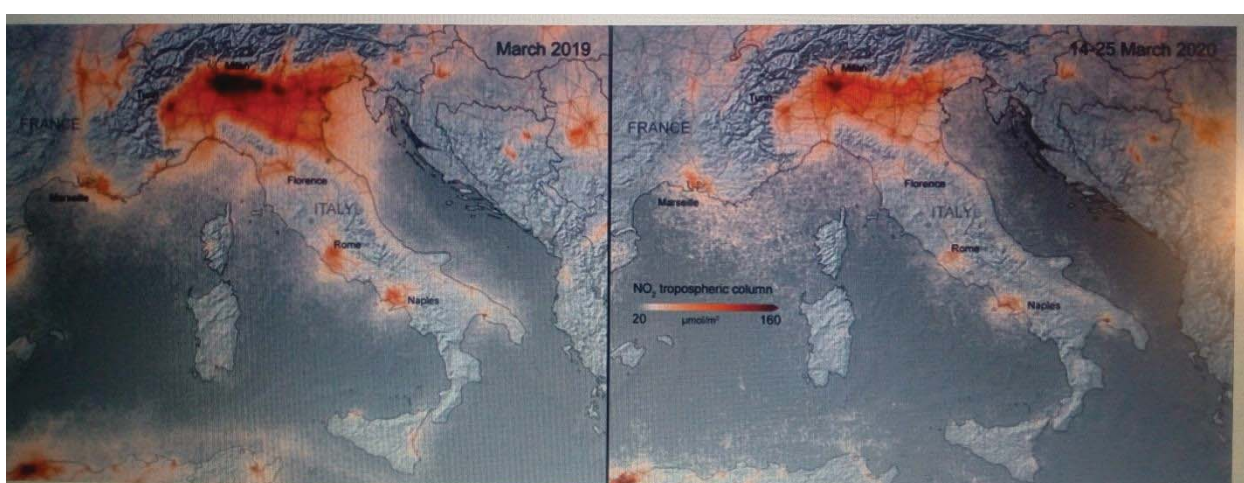 March 2019
Milan
Turin
FRANCE
Marseille
Florence
ITALY
Rome
Naples
14-25 March 2020
Milan
Turin
FRANCE
Marseille
Florence
ITALY
Rome
NO₂ tropospheric column
20 µmol/m² 160
Naples